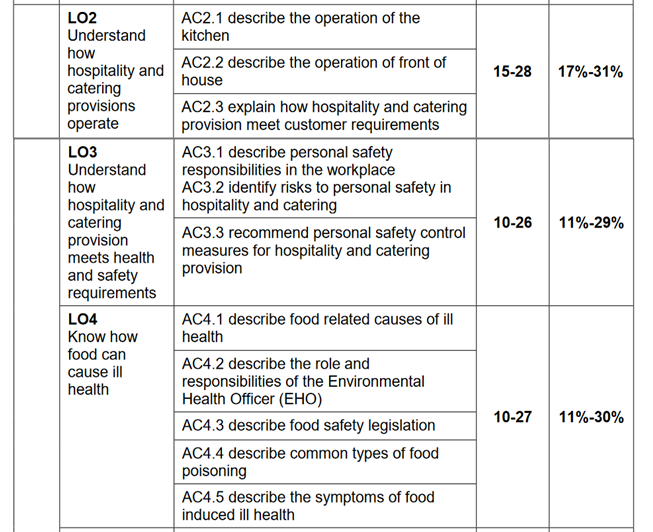 LO2
Understand
how
hospitality and
catering
provisions
operate
AC2.1 describe the operation of the
kitchen
AC2.2 describe the operation of front of
house
AC2.3 explain how hospitality and catering
provision meet customer requirements
15-28
17%-31%
LO3
Understand
how
hospitality and
catering
provision
meets health
and safety
requirements
AC3.1 describe personal safety
responsibilities in the workplace
AC3.2 identify risks to personal safety in
hospitality and catering
AC3.3 recommend personal safety control
measures for hospitality and catering
provision
10-26
11%-29%
LO4
Know how
food can
cause ill
health
AC4.1 describe food related causes of ill
health
AC4.2 describe the role and
responsibilities of the Environmental
Health Officer (EHO)
AC4.3 describe food safety legislation
AC4.4 describe common types of food
poisoning
AC4.5 describe the symptoms of food
induced ill health
10-27
11%-30%